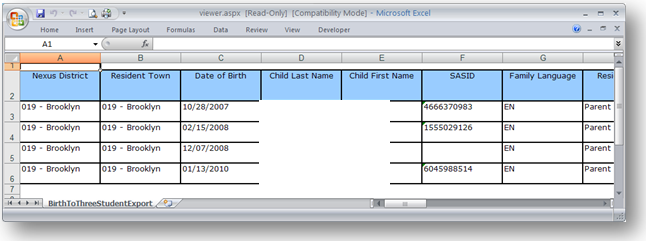 viewer.aspx [Read-Only] [Compatibility Mode] - Microsoft Excel
Home Insert Page Layout Formulas Data Review View Developer
A1 fx
A B C D E F G
1
2 Nexus District Resident Town Date of Birth Child Last Name Child First Name SASID Family Language Resi
3 019 - Brooklyn 019 - Brooklyn 10/28/2007 4666370983 EN Parent
4 019 - Brooklyn 019 - Brooklyn 02/15/2008 1555029126 EN Parent
5 019 - Brooklyn 019 - Brooklyn 12/07/2008 EN Parent
6 019 - Brooklyn 019 - Brooklyn 01/13/2010 6045988514 EN Parent
7
BirthToThreeStudentExport